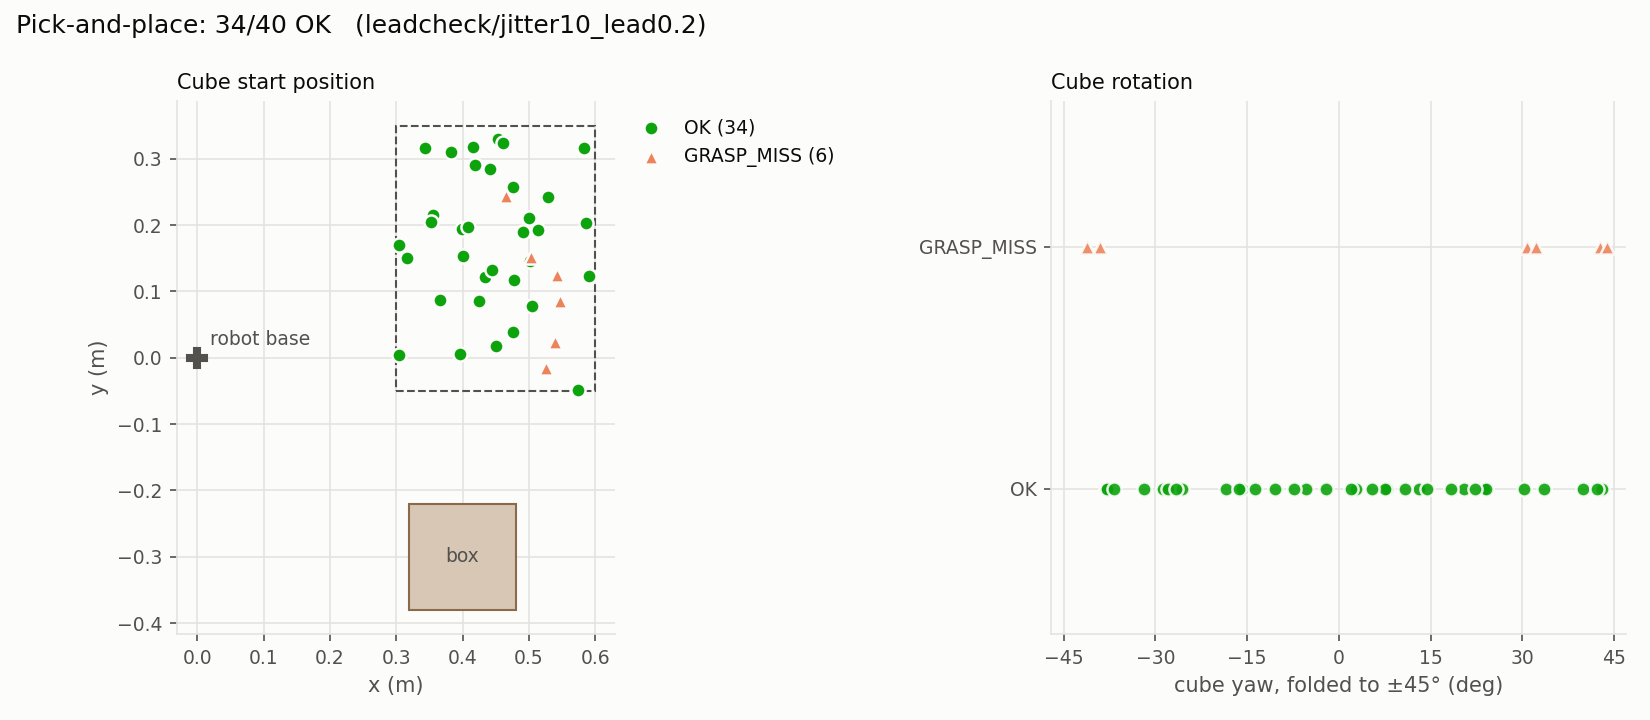 Pick-and-place: 34/40 OK   (leadcheck/jitter10_lead0.2)
Cube start position
OK (34)
GRASP_MISS (6)
0.3
0.2
0.1
0.0
−0.1
−0.2
−0.3
−0.4
y (m)
robot base
box
0.0
0.1
0.2
0.3
0.4
0.5
0.6
x (m)
Cube rotation
GRASP_MISS
OK
−45
−30
−15
0
15
30
45
cube yaw, folded to ±45° (deg)